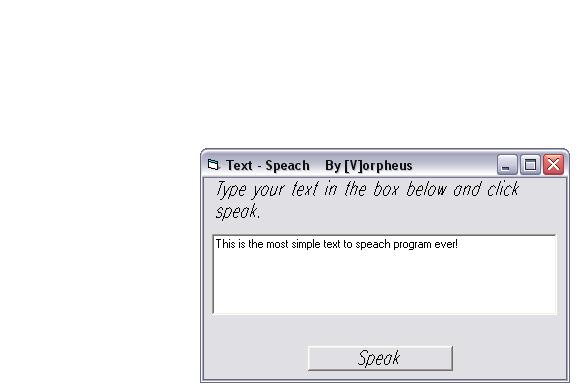 Text - Speach    By [V]orpheus
Type your text in the box below and click
speak.
This is the most simple text to speach program ever!
Speak